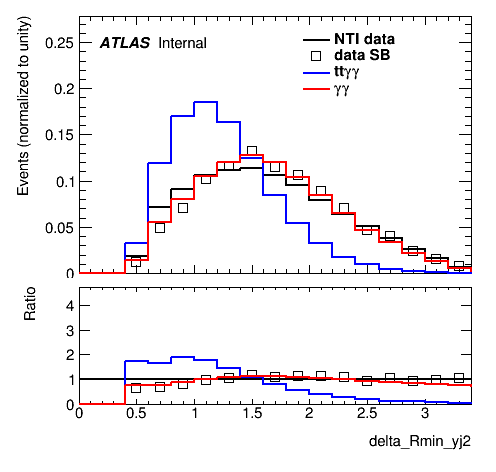 ATLAS Internal
NTI data
data SB
ttγγ
γγ
Events (normalized to unity)
0.25
0.2
0.15
0.1
0.05
0
Ratio
4
3
2
1
0
0 0.5 1 1.5 2 2.5 3
delta_Rmin_yj2